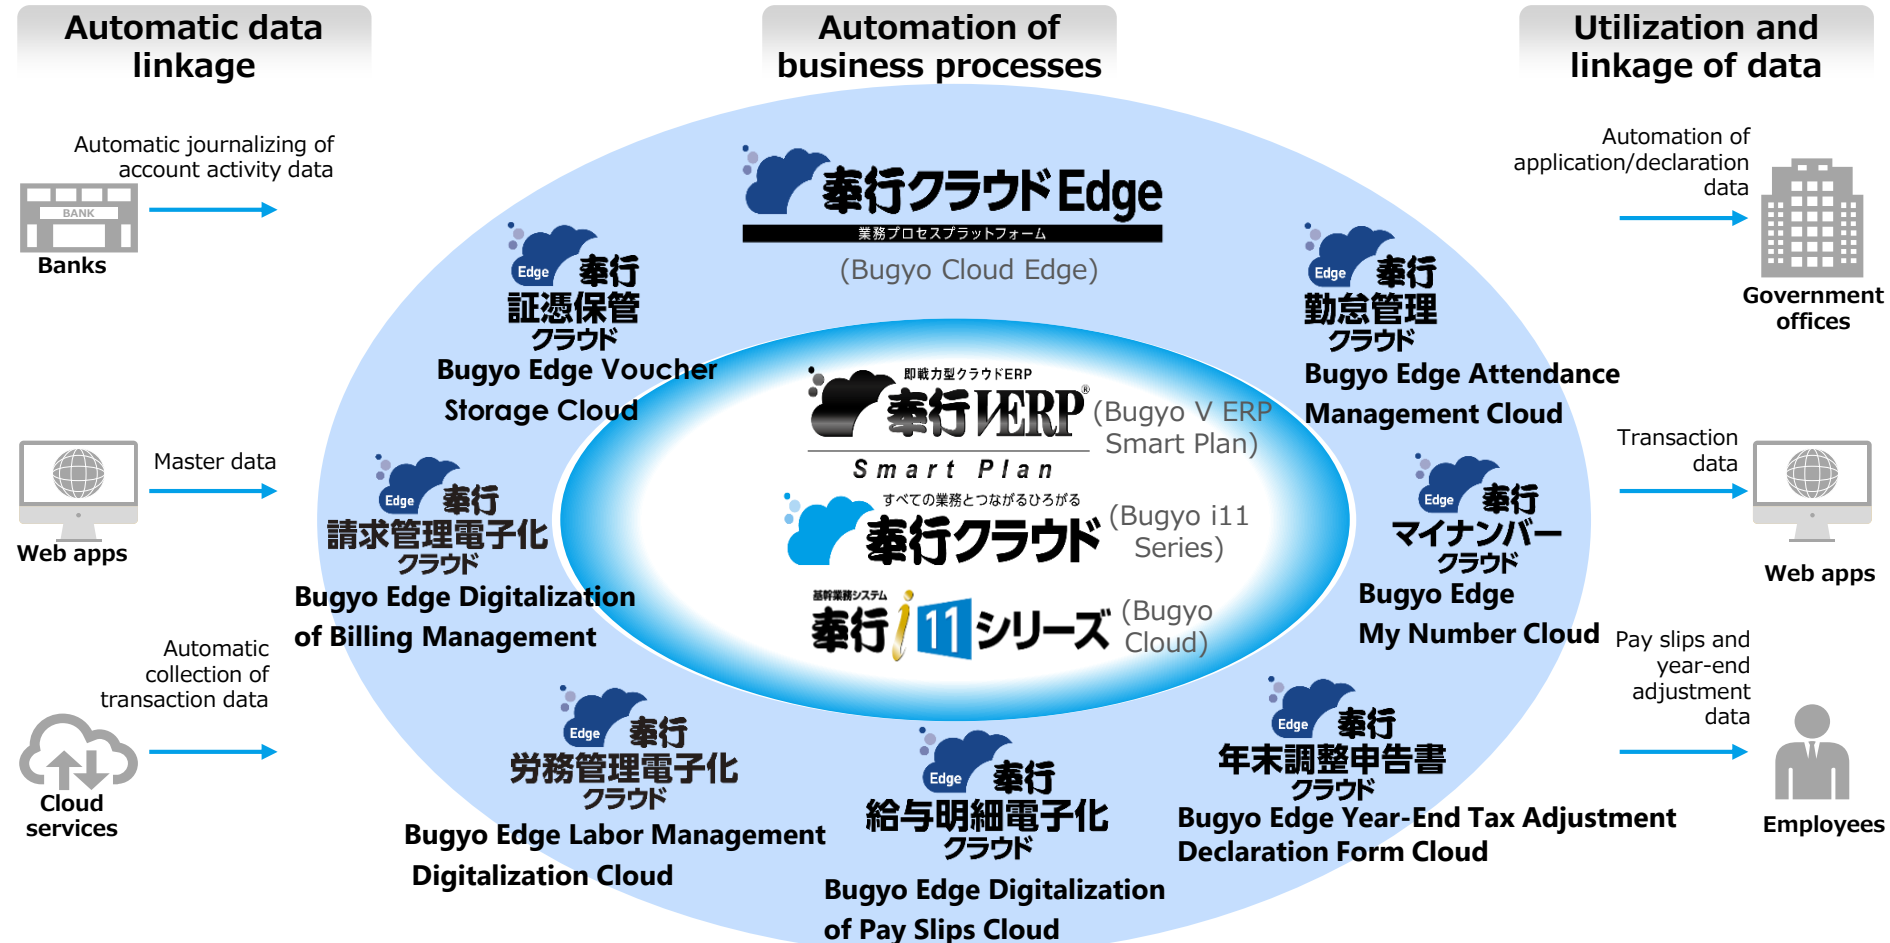 Automatic data
linkage
Automation of
business processes
Utilization and
linkage of data
Automatic journalizing of
account activity data
BANK
Banks
Master data
Web apps
Automatic
collection of
transaction data
Cloud
services
奉行クラウド Edge
業務プロセスプラットフォーム
(Bugyo Cloud Edge)
Edge 奉行
証憑保管
クラウド
Bugyo Edge Voucher
Storage Cloud
Edge 奉行
請求管理電子化
クラウド
Bugyo Edge Digitalization
of Billing Management
Edge 奉行
労務管理電子化
クラウド
Bugyo Edge Labor Management
Digitalization Cloud
即戦力型クラウドERP
奉行 VERP®
Smart Plan
(Bugyo V ERP
Smart Plan)
すべての業務とつながるひろがる
奉行クラウド
(Bugyo i11
Series)
基幹業務システム
奉行 i 11 シリーズ
(Bugyo
Cloud)
Edge 奉行
給与明細電子化
クラウド
Bugyo Edge Digitalization
of Pay Slips Cloud
Edge 奉行
勤怠管理
クラウド
Bugyo Edge Attendance
Management Cloud
Edge 奉行
マイナンバー
クラウド
Bugyo Edge
My Number Cloud
Edge 奉行
年末調整申告書
クラウド
Bugyo Edge Year-End Tax Adjustment
Declaration Form Cloud
Automation of
application/declaration
data
Government
offices
Transaction
data
Web apps
Pay slips and
year-end
adjustment
data
Employees